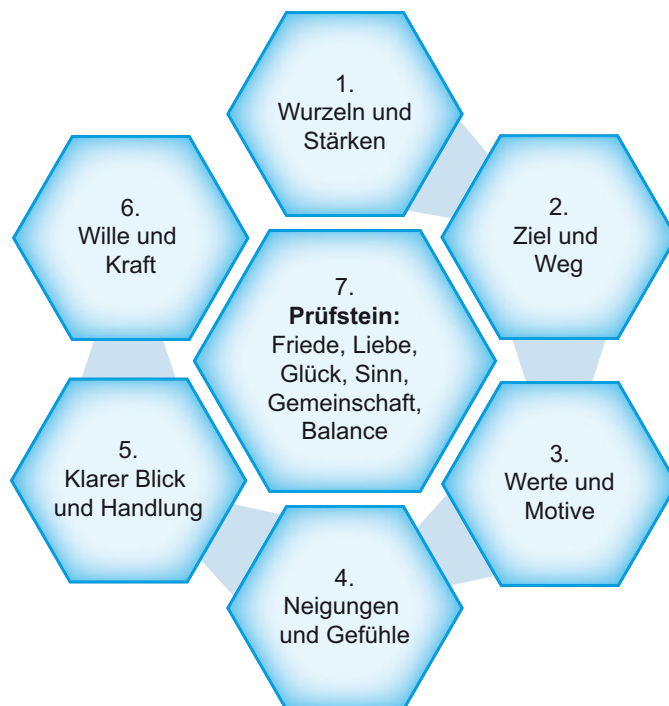 1.
Wurzeln und
Stärken
2.
Ziel und
Weg
3.
Werte und
Motive
4.
Neigungen
und Gefühle
5.
Klarer Blick
und Handlung
6.
Wille und
Kraft
7.
Prüfstein:
Friede, Liebe,
Glück, Sinn,
Gemeinschaft,
Balance